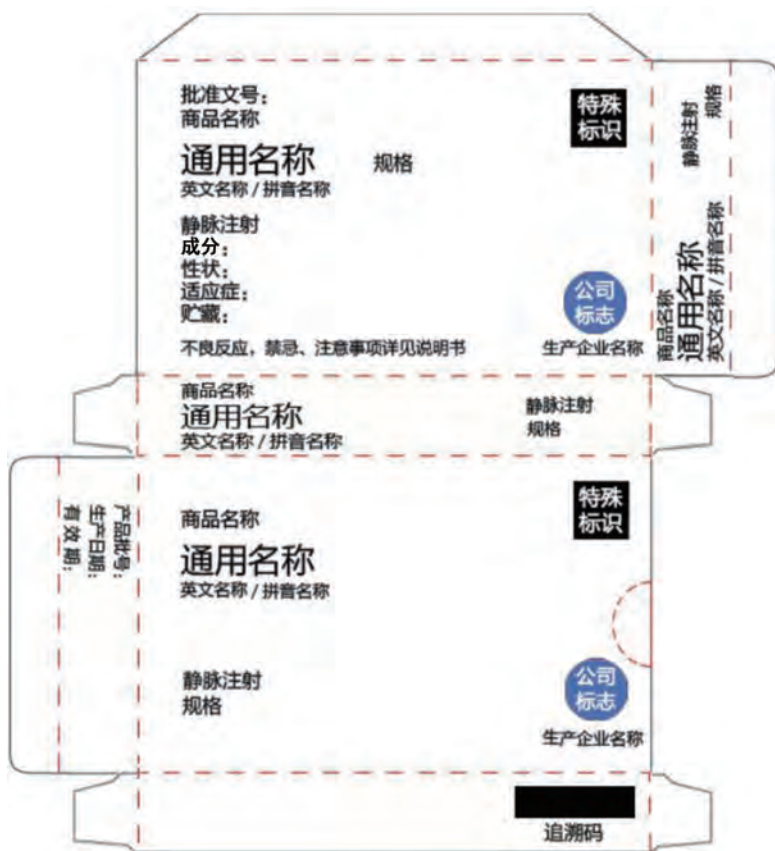 批准文号：
商品名称
通用名称 规格
英文名称 / 拼音名称
静脉注射
成分：
性状：
适应症：
贮藏：
不良反应，禁忌、注意事项详见说明书
特殊
标识
公司
标志
生产企业名称
商品名称
通用名称
英文名称 / 拼音名称
静脉注射
规格
商品名称
通用名称
英文名称 / 拼音名称
静脉注射
规格
产品批号：
生产日期：
有 效 期：
商品名称
通用名称
英文名称 / 拼音名称
静脉注射
规格
特殊
标识
公司
标志
生产企业名称
追溯码